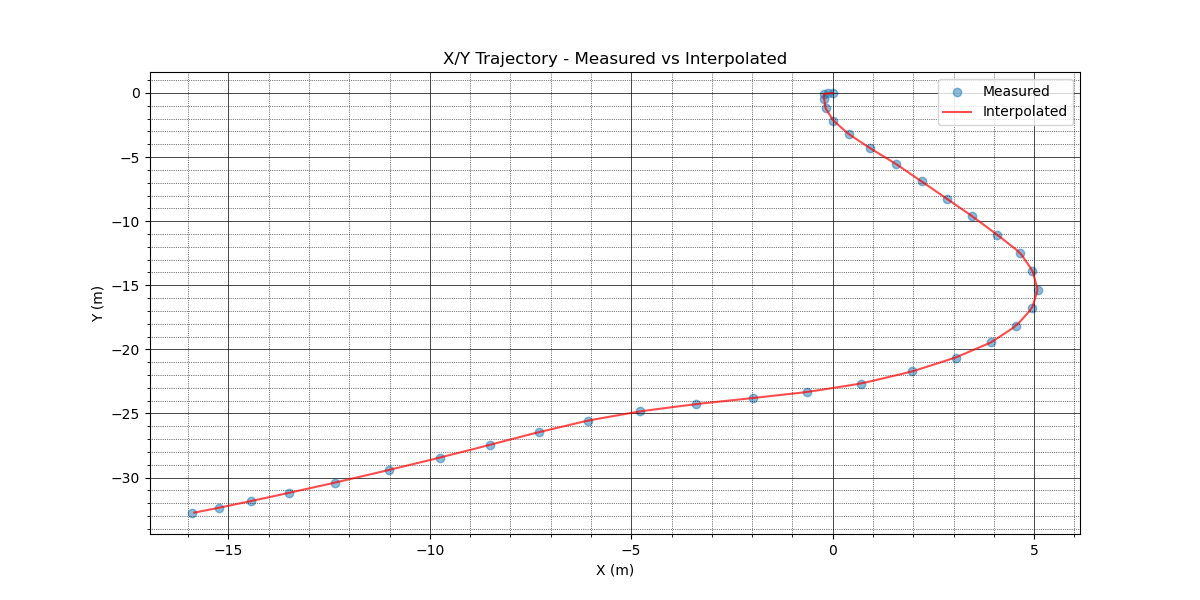 X/Y Trajectory - Measured vs Interpolated
Measured
Interpolated
0
−5
−10
−15
−20
−25
−30
Y (m)
−15
−10
−5
0
5
X (m)